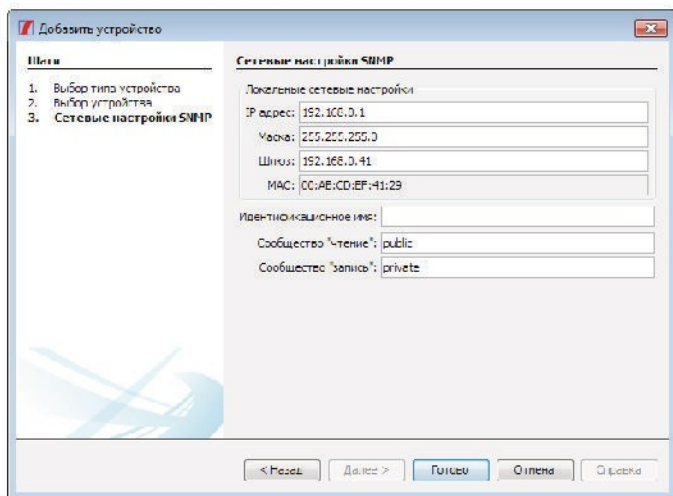 Добавить устройство
Шаги
1. Выбор типа устройства
2. Выбор устройства
3. Сетевые настройки SNMP
Сетевые настройки SNMP
Локальные сетевые настройки
IP адрес: 192.168.0.1
Маска: 255.255.255.0
Шлюз: 192.168.0.41
MAC: 00:AE:CD:EF:41:29
Идентификационное имя:
Сообщество "чтение": public
Сообщество "запись": private
< Назад
Далее >
Готово
Отмена
Справка